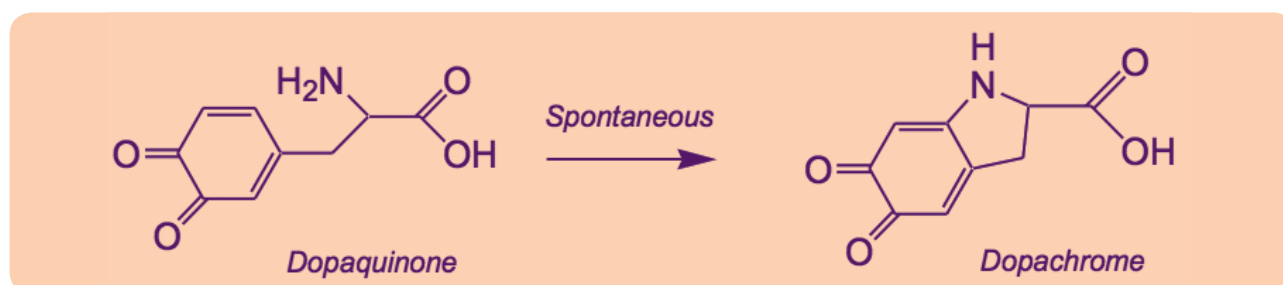 H₂N
O
OH
O
O
Dopaquinone
Spontaneous
H
N
O
OH
O
O
Dopachrome